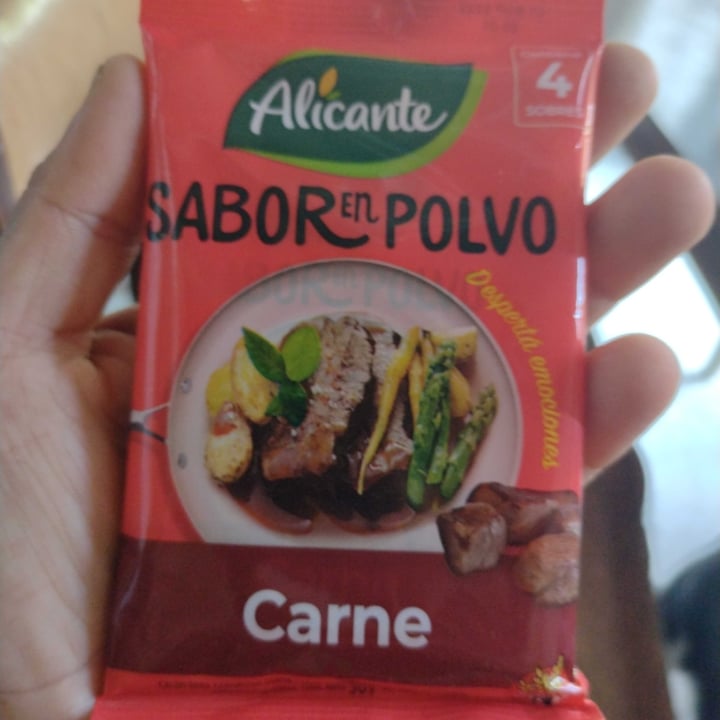 Alicante
4
SOBRES
SABOR EN POLVO
Despertá emociones
Carne